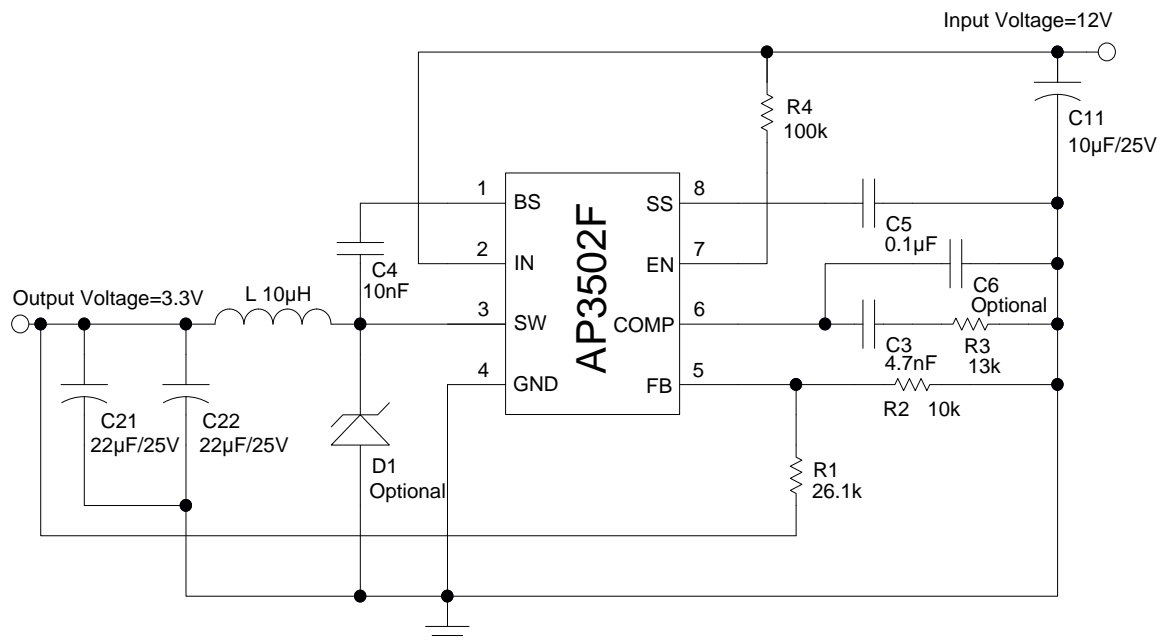 Input Voltage=12V
R4
100k
C11
10µF/25V
1
BS
SS
8
C4
10nF
2
IN
EN
7
C5
0.1µF
Output Voltage=3.3V
L 10µH
3
SW
COMP
6
C6
Optional
C3
4.7nF
R3
13k
AP3502F
4
GND
FB
5
R2 10k
C21
22µF/25V
C22
22µF/25V
D1
Optional
R1
26.1k